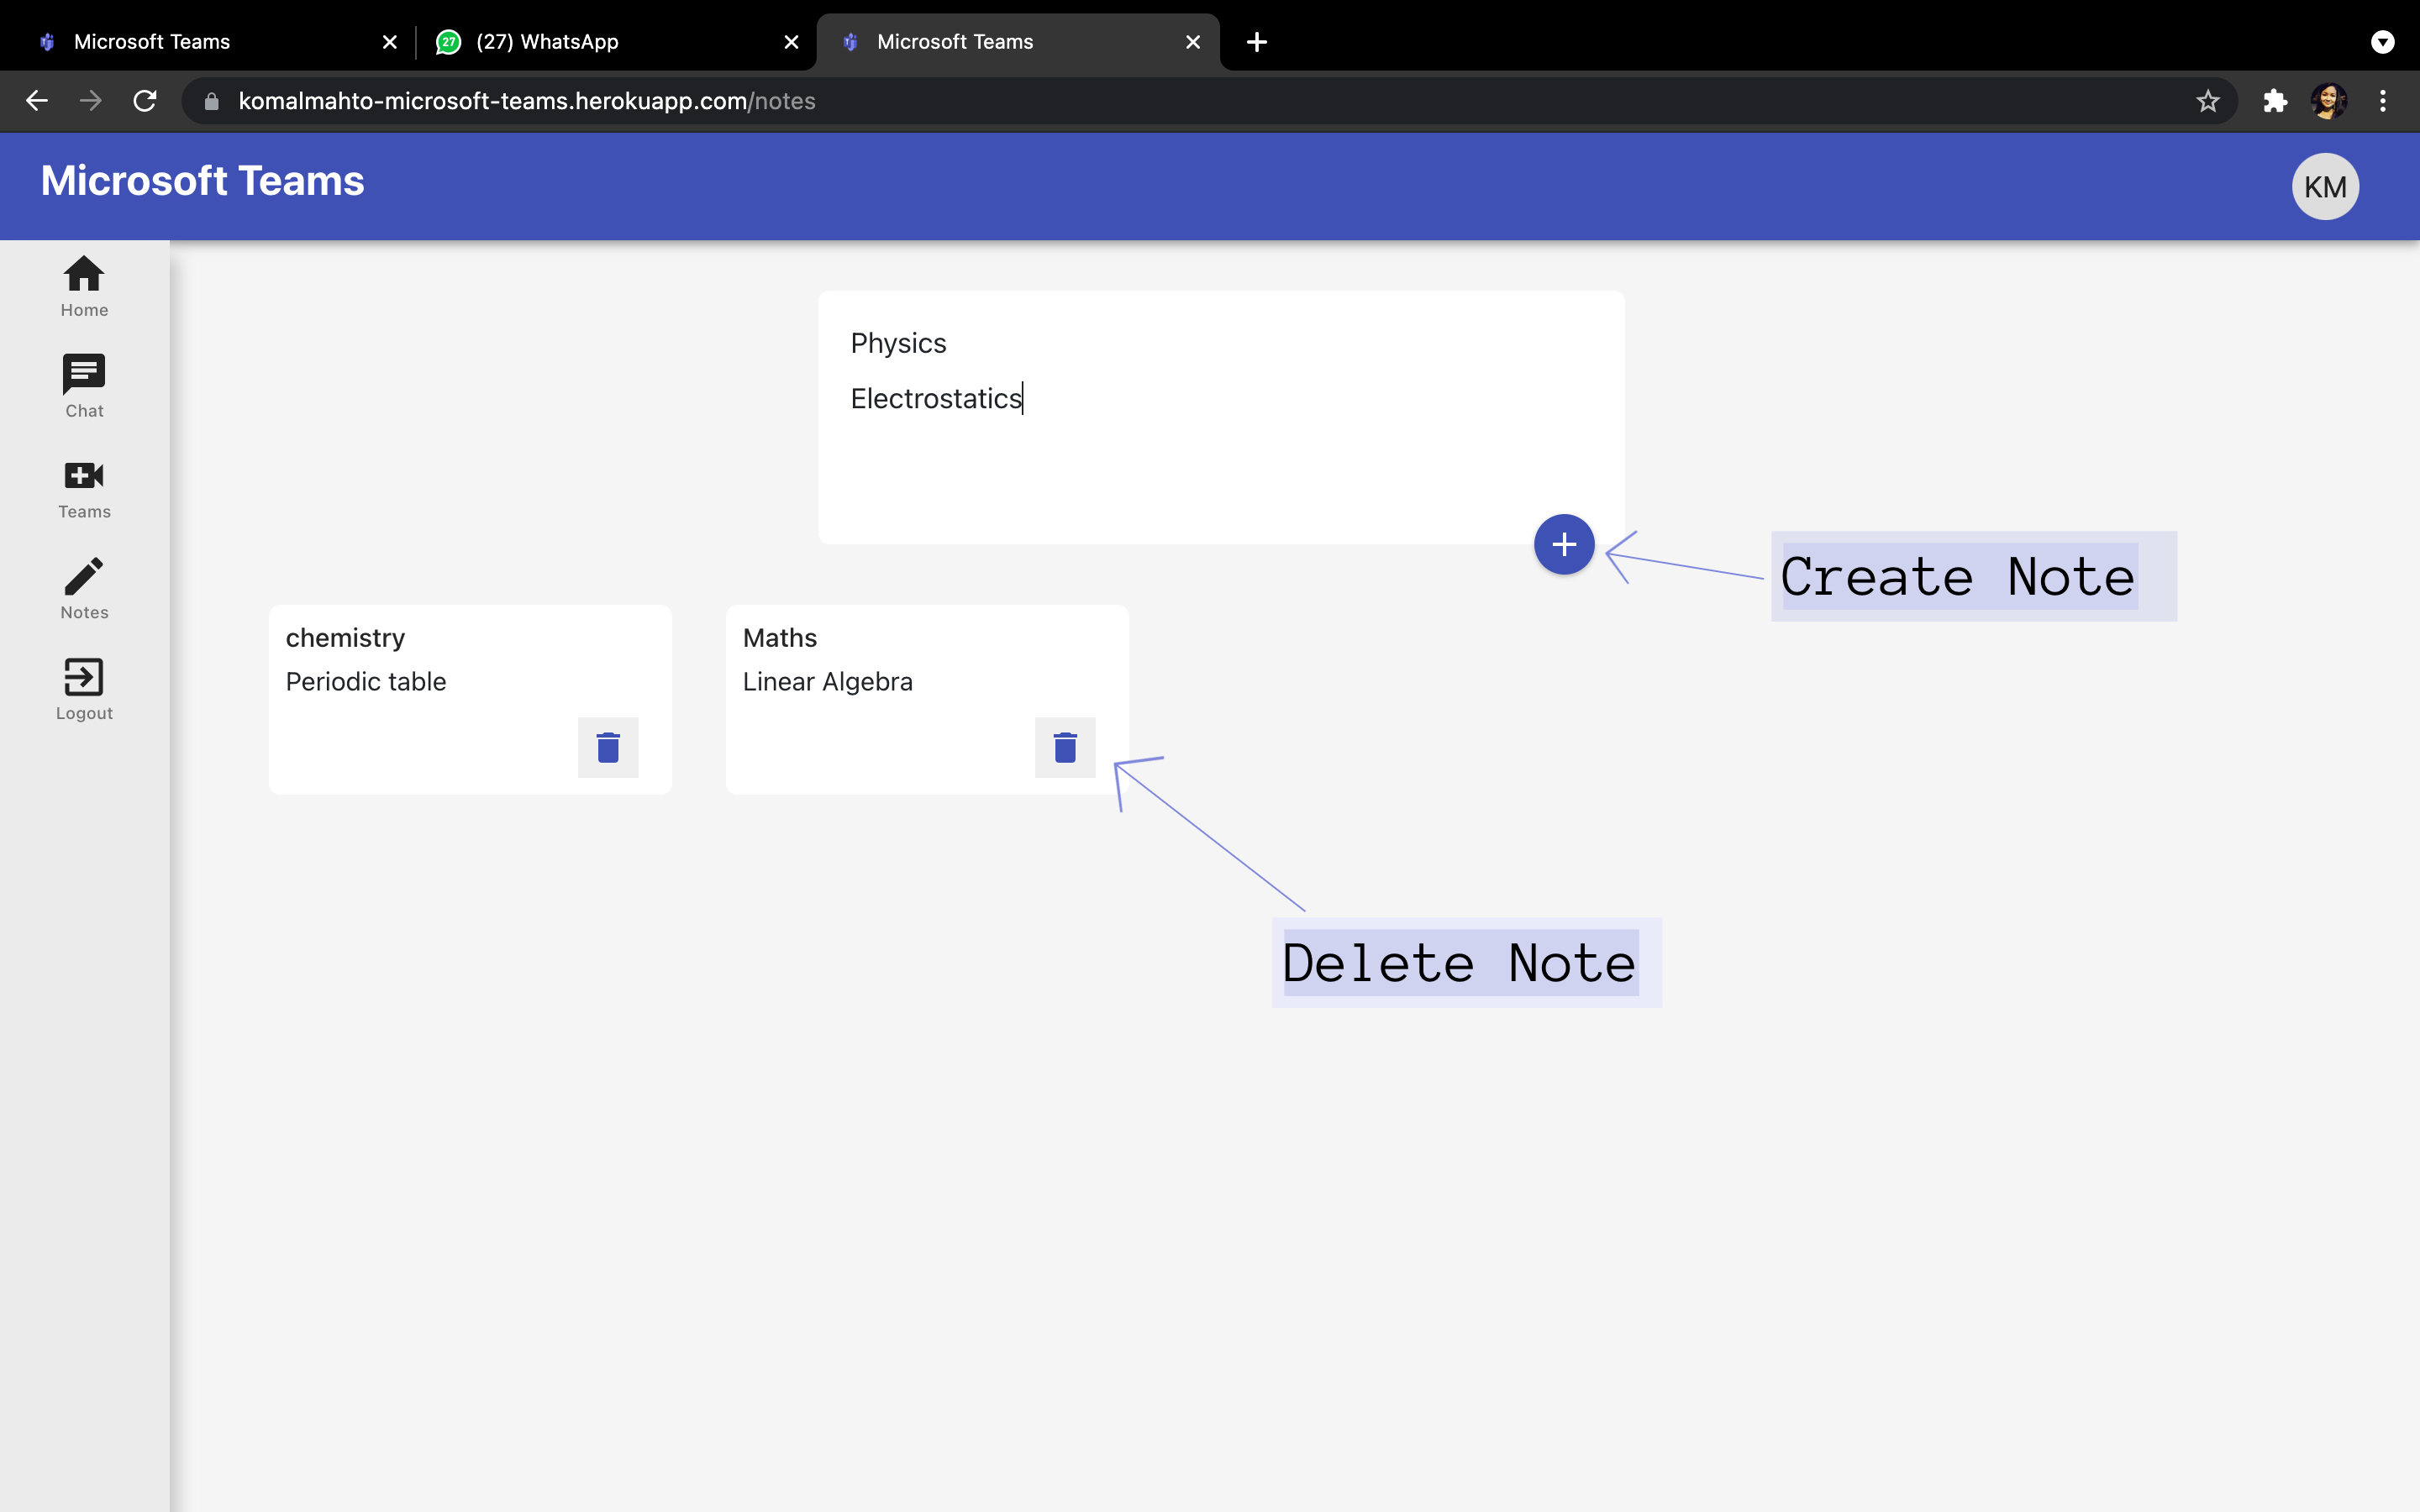 Microsoft Teams
27
(27) WhatsApp
Microsoft Teams
komalmahto-microsoft-teams.herokuapp.com/notes
Microsoft Teams
KM
Home
Chat
Teams
Notes
Logout
Physics
Electrostatics
Create Note
chemistry
Periodic table
Maths
Linear Algebra
Delete Note